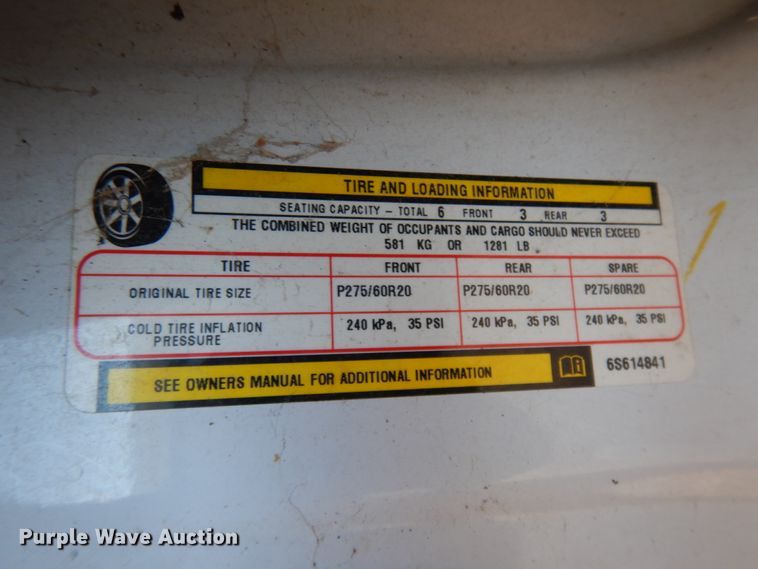 TIRE AND LOADING INFORMATION
SEATING CAPACITY – TOTAL 6 FRONT 3 REAR 3
THE COMBINED WEIGHT OF OCCUPANTS AND CARGO SHOULD NEVER EXCEED
581 KG OR 1281 LB
TIRE FRONT REAR SPARE
ORIGINAL TIRE SIZE P275/60R20 P275/60R20 P275/60R20
COLD TIRE INFLATION PRESSURE 240 kPa, 35 PSI 240 kPa, 35 PSI 240 kPa, 35 PSI
SEE OWNERS MANUAL FOR ADDITIONAL INFORMATION
6S614841
Purple Wave Auction